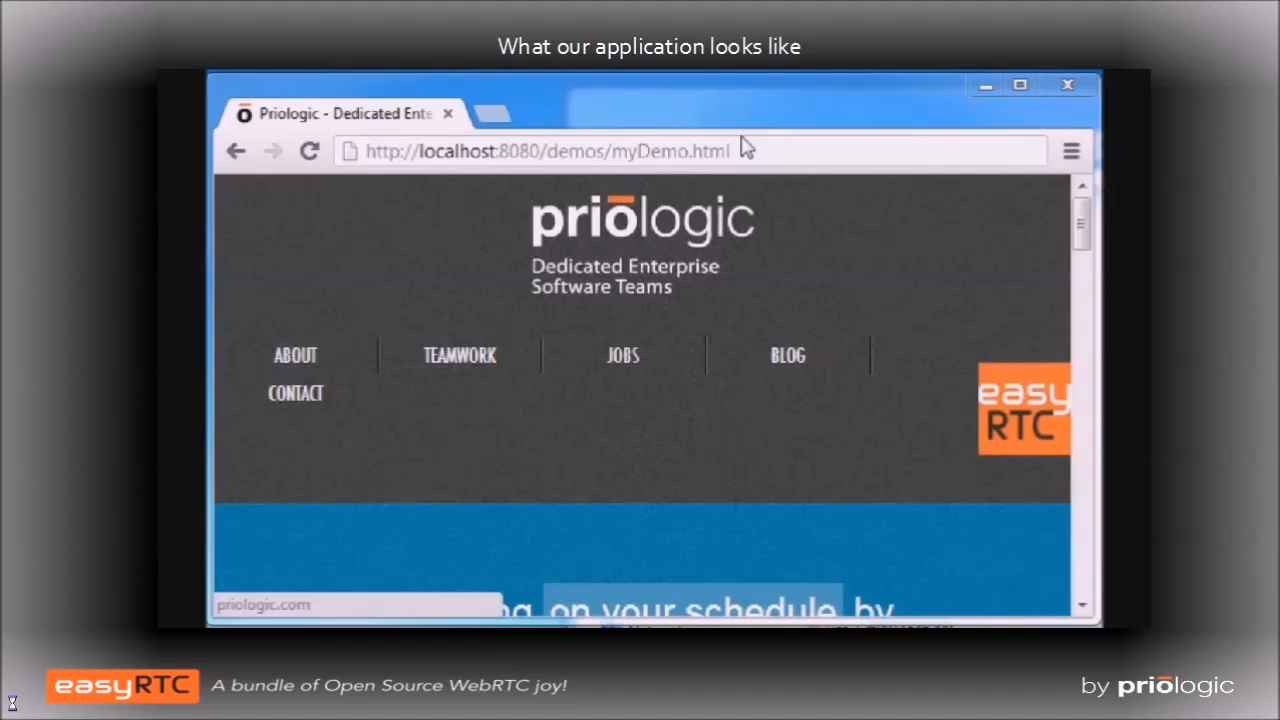 What our application looks like
Priologic - Dedicated Ente
http://localhost:8080/demos/myDemo.html
priōlogic
Dedicated Enterprise
Software Teams
ABOUT
TEAMWORK
JOBS
BLOG
CONTACT
easy
RTC
on your schedule by
priologic.com
easyRTC
A bundle of Open Source WebRTC joy!
by priōlogic